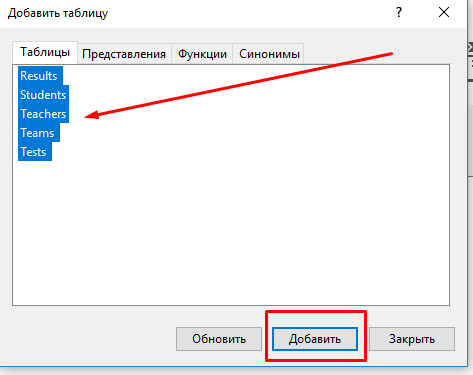 Добавить таблицу
?
Таблицы Представления Функции Синонимы
Results
Students
Teachers
Teams
Tests
Обновить Добавить Закрыть